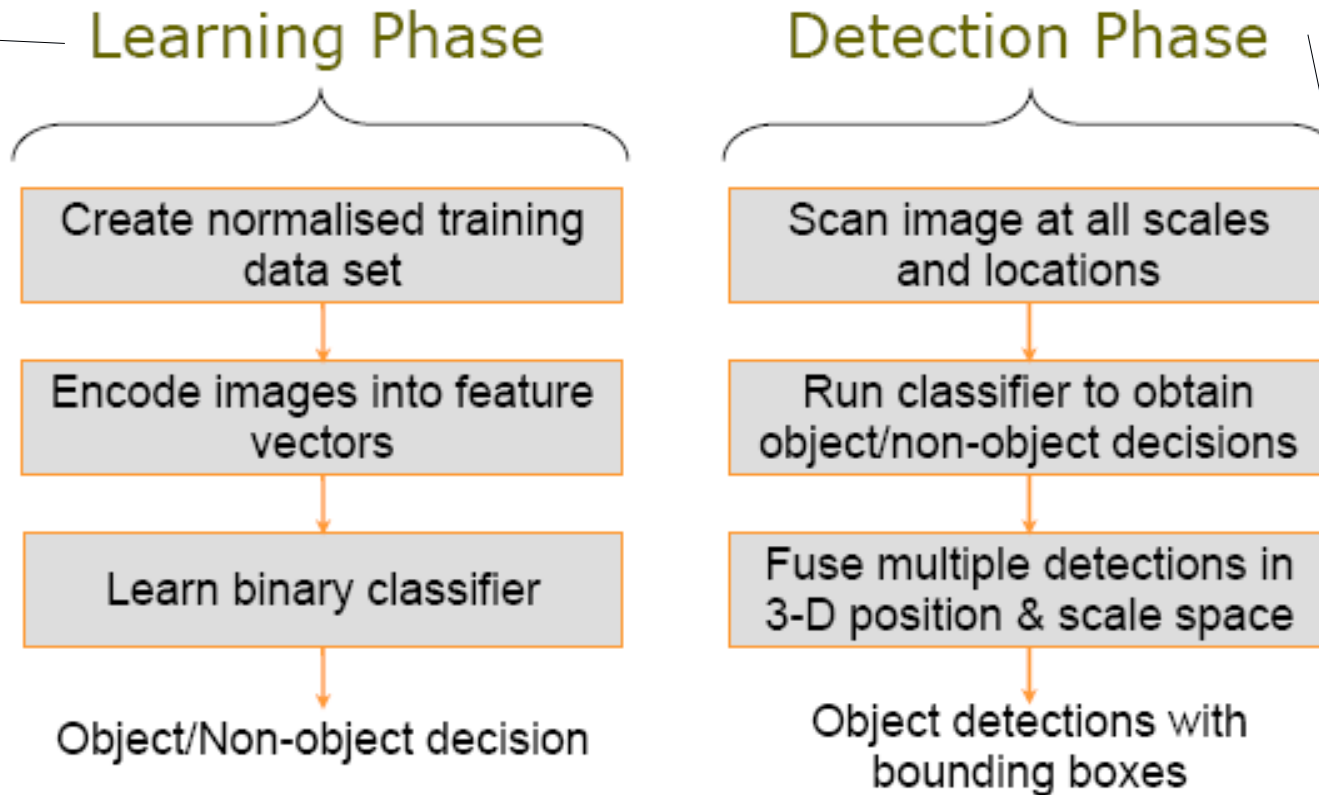 Learning Phase
Create normalised training
data set
Encode images into feature
vectors
Learn binary classifier
Object/Non-object decision
Detection Phase
Scan image at all scales
and locations
Run classifier to obtain
object/non-object decisions
Fuse multiple detections in
3-D position & scale space
Object detections with
bounding boxes